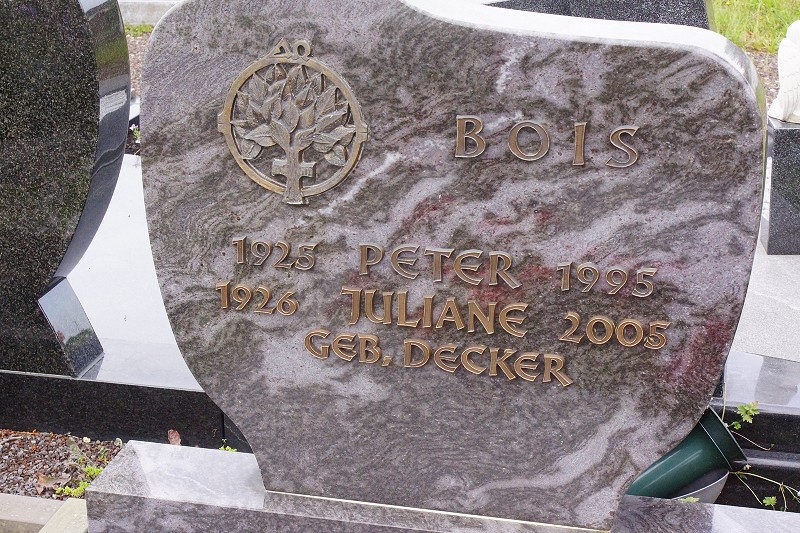 BOIS
1925 PETER 1995
1926 JULIANE 2005
GEB. DECKER